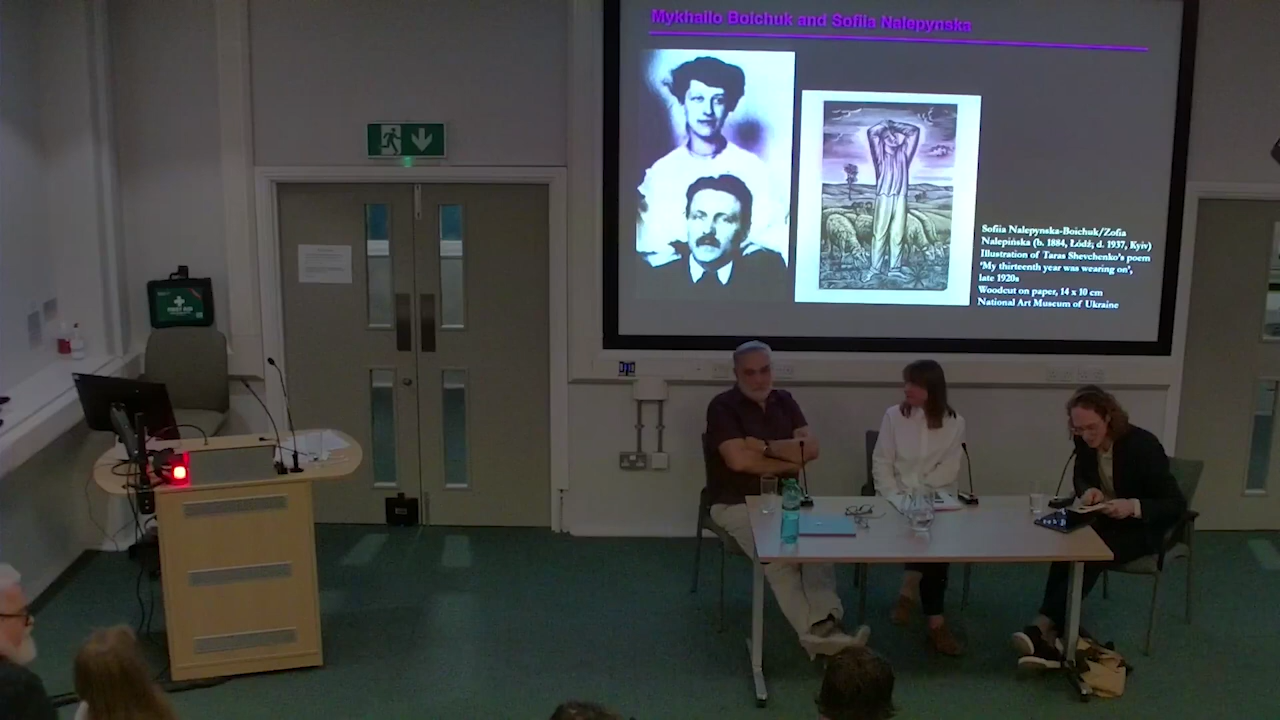 Mykhailo Boichuk and Sofiia Nalepynska
Sofiia Nalepynska-Boichuk/Zofia
Nalepińska (b. 1884, Łódź; d. 1937, Kyiv)
Illustration of Taras Shevchenko's poem
'My thirteenth year was wearing on',
late 1920s
Woodcut on paper, 14 x 10 cm
National Art Museum of Ukraine
FIRST AID